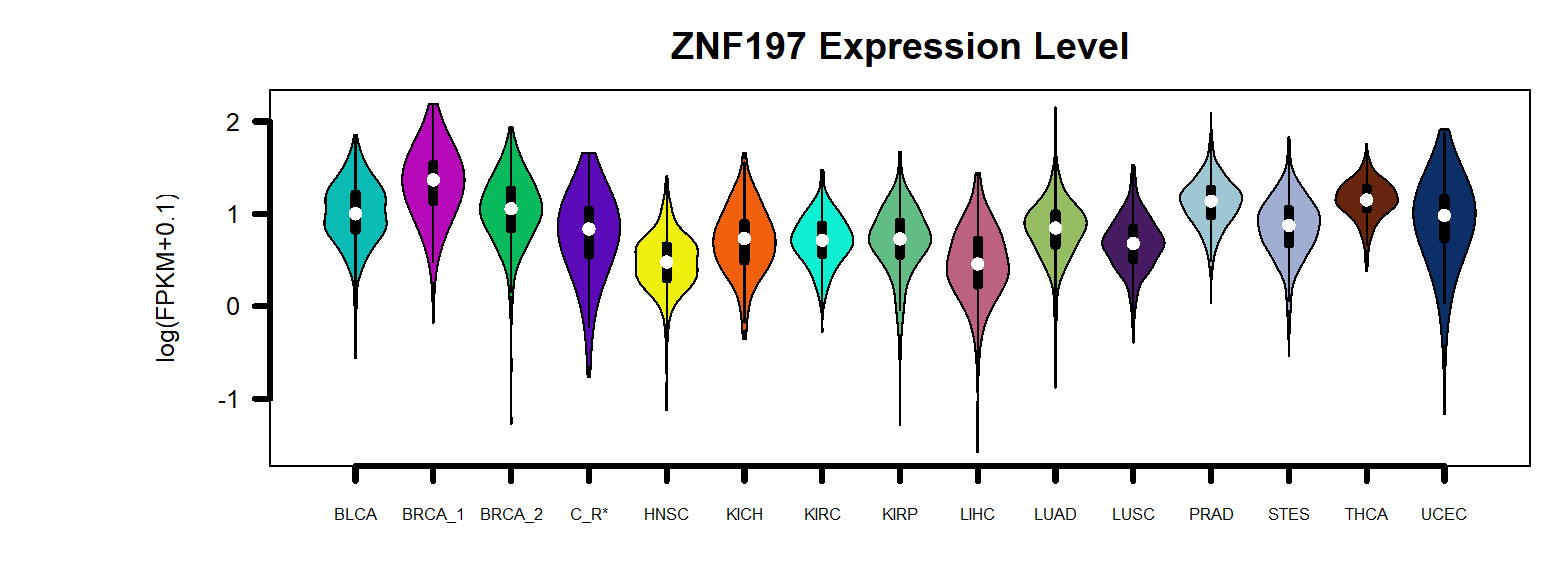 ZNF197 Expression Level
log(FPKM+0.1)
2
1
0
-1
BLCA BRCA_1 BRCA_2 C_R* HNSC KICH KIRC KIRP LIHC LUAD LUSC PRAD STES THCA UCEC